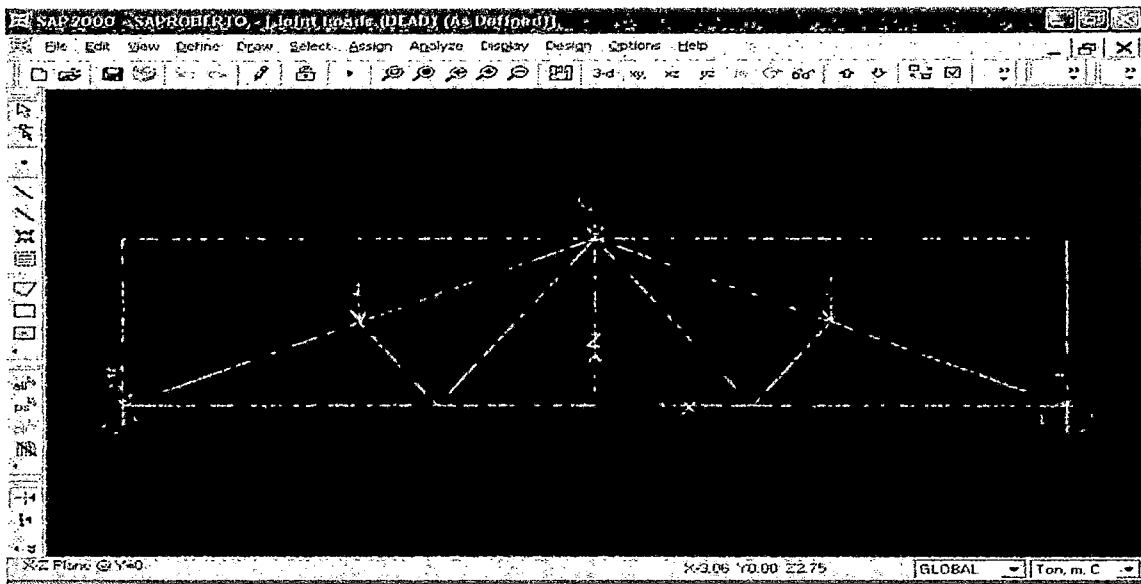 SAP2000 - SAPROBERTO - [Joint Loads (DEAD) (As Defined)]
File Edit View Define Draw Select Assign Analyze Display Design Options Help
3-d xy xz yz
Z
X
X-Z Plane @ Y=0
X-3.06 Y0.00 Z2.75
GLOBAL
Ton, m, C